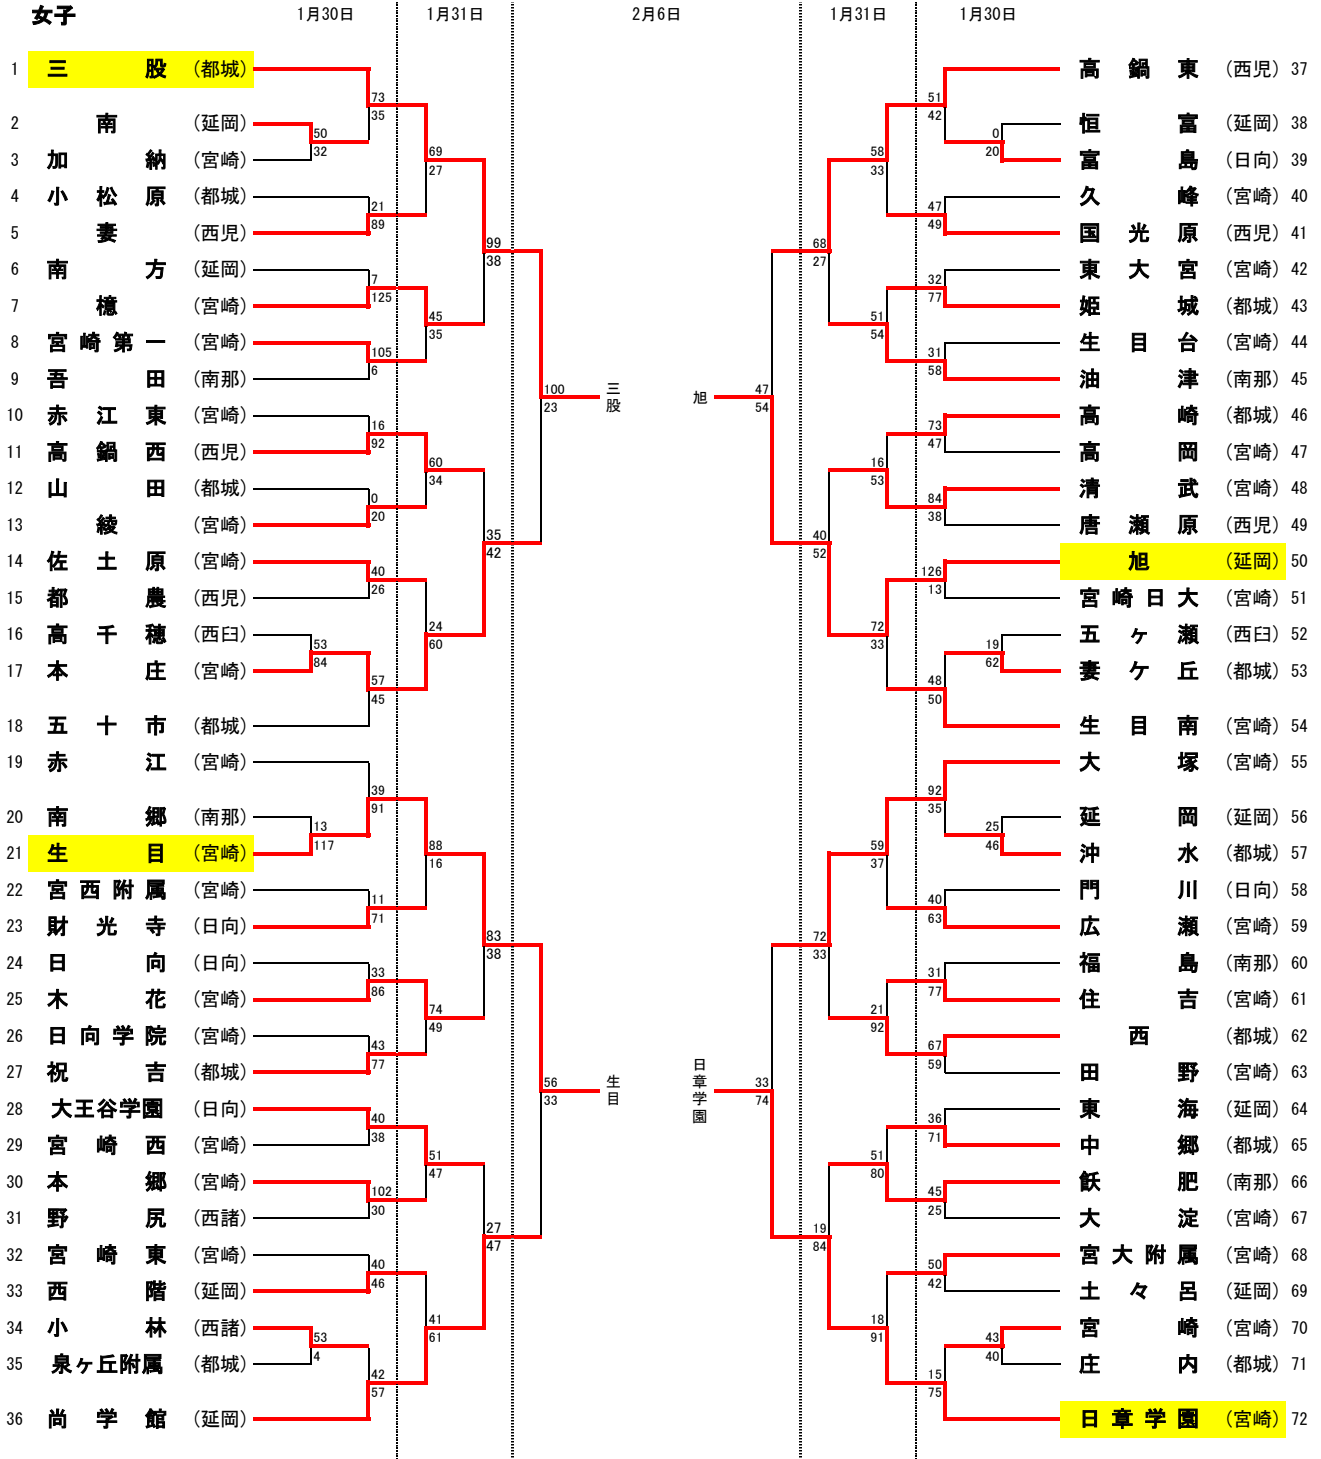 女子 1月30日 1月31日 2月6日 1月31日 1月30日
1 三股 (都城)
2 南 (延岡)
3 加納 (宮崎)
4 小松原 (都城)
5 妻 (西児)
6 南方 (延岡)
7 檍 (宮崎)
8 宮崎第一 (宮崎)
9 吾田 (南那)
10 赤江東 (宮崎)
11 高鍋西 (西児)
12 山田 (都城)
13 綾 (宮崎)
14 佐土原 (宮崎)
15 都農 (西児)
16 高千穂 (西臼)
17 本庄 (宮崎)
18 五十市 (都城)
19 赤江 (宮崎)
20 南郷 (南那)
21 生目 (宮崎)
22 宮西附属 (宮崎)
23 財光寺 (日向)
24 日向 (日向)
25 木花 (宮崎)
26 日向学院 (宮崎)
27 祝吉 (都城)
28 大王谷学園 (日向)
29 宮崎西 (宮崎)
30 本郷 (宮崎)
31 野尻 (西諸)
32 宮崎東 (宮崎)
33 西階 (延岡)
34 小林 (西諸)
35 泉ヶ丘附属 (都城)
36 尚学館 (延岡)
50
32
53
84
13
117
53
4
73
35
21
89
7
125
105
6
16
92
0
20
40
26
57
45
39
91
11
71
33
86
43
77
40
38
102
30
40
46
42
57
69
27
45
35
60
34
24
60
88
16
74
49
51
47
41
61
99
38
35
42
83
38
27
47
100
23
56
33
三股
生目
旭
日章学園
47
54
33
74
68
27
40
52
72
33
19
84
58
33
51
54
16
53
72
33
59
37
21
92
51
80
18
91
51
42
47
49
32
77
31
58
73
47
84
38
126
13
48
50
92
35
40
63
31
77
67
59
36
71
45
25
50
42
15
75
0
20
19
62
25
46
43
40
高鍋東 (西児) 37
恒富 (延岡) 38
富島 (日向) 39
久峰 (宮崎) 40
国光原 (西児) 41
東大宮 (宮崎) 42
姫城 (都城) 43
生目台 (宮崎) 44
油津 (南那) 45
高崎 (都城) 46
高岡 (宮崎) 47
清武 (宮崎) 48
唐瀬原 (西児) 49
旭 (延岡) 50
宮崎日大 (宮崎) 51
五ヶ瀬 (西臼) 52
妻ケ丘 (都城) 53
生目南 (宮崎) 54
大塚 (宮崎) 55
延岡 (延岡) 56
沖水 (都城) 57
門川 (日向) 58
広瀬 (宮崎) 59
福島 (南那) 60
住吉 (宮崎) 61
西 (都城) 62
田野 (宮崎) 63
東海 (延岡) 64
中郷 (都城) 65
飫肥 (南那) 66
大淀 (宮崎) 67
宮大附属 (宮崎) 68
土々呂 (延岡) 69
宮崎 (宮崎) 70
庄内 (都城) 71
日章学園 (宮崎) 72